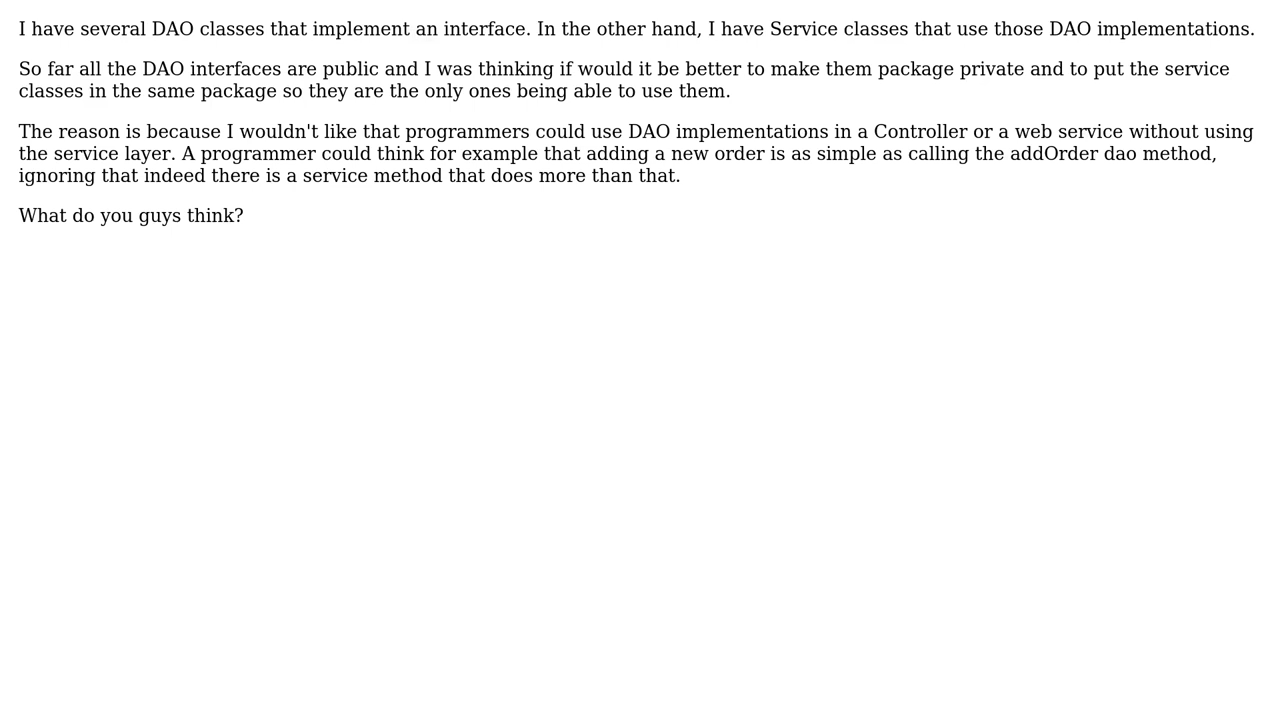 I have several DAO classes that implement an interface. In the other hand, I have Service classes that use those DAO implementations.
So far all the DAO interfaces are public and I was thinking if would it be better to make them package private and to put the service
classes in the same package so they are the only ones being able to use them.
The reason is because I wouldn't like that programmers could use DAO implementations in a Controller or a web service without using
the service layer. A programmer could think for example that adding a new order is as simple as calling the addOrder dao method,
ignoring that indeed there is a service method that does more than that.
What do you guys think?